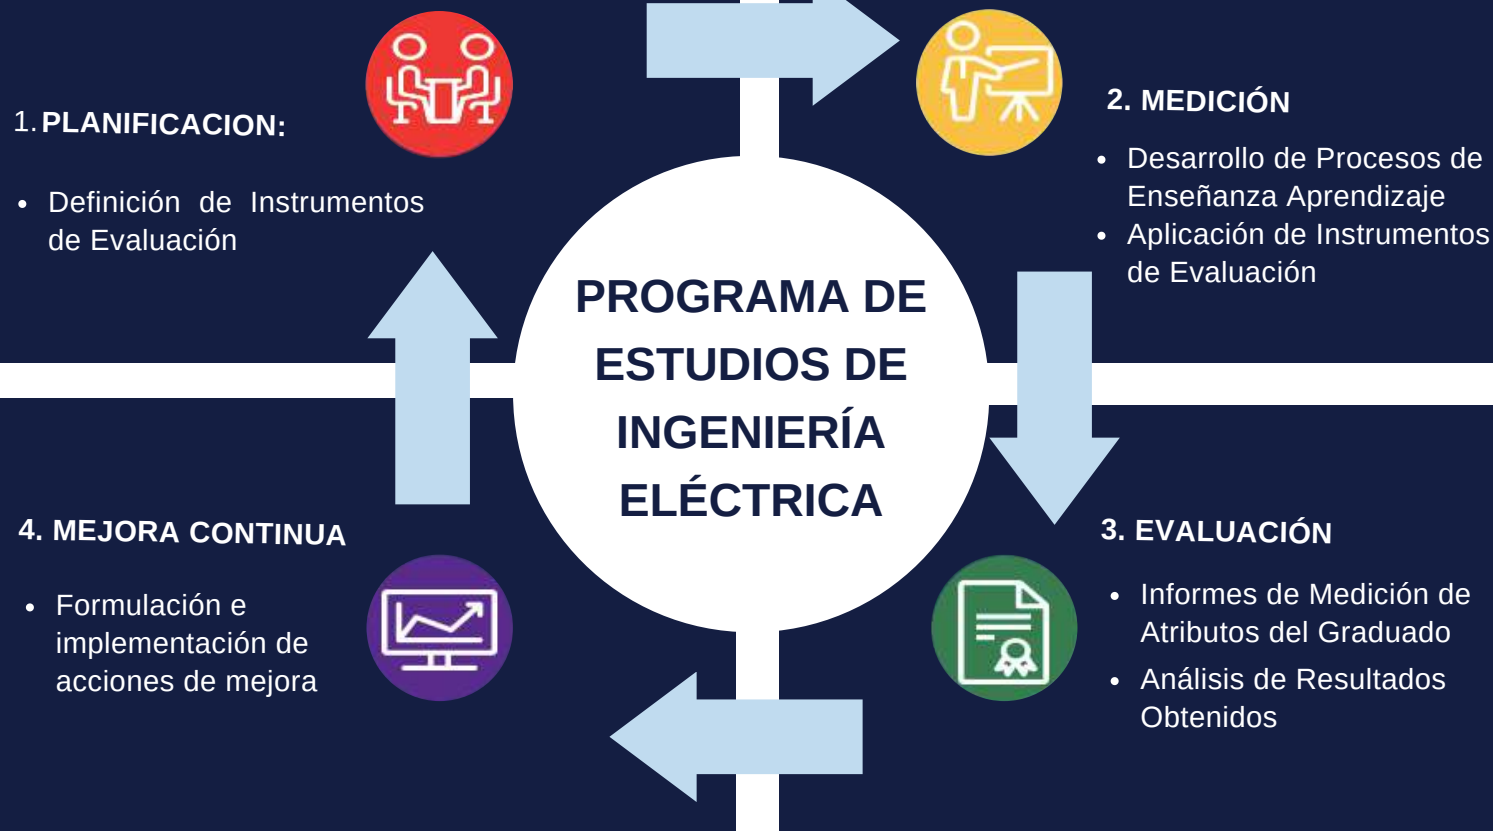 1. PLANIFICACION:
Definición de Instrumentos
de Evaluación
2. MEDICIÓN
Desarrollo de Procesos de
Enseñanza Aprendizaje
Aplicación de Instrumentos
de Evaluación
PROGRAMA DE
ESTUDIOS DE
INGENIERÍA
ELÉCTRICA
4. MEJORA CONTINUA
Formulación e
implementación de
acciones de mejora
3. EVALUACIÓN
Informes de Medición de
Atributos del Graduado
Análisis de Resultados
Obtenidos